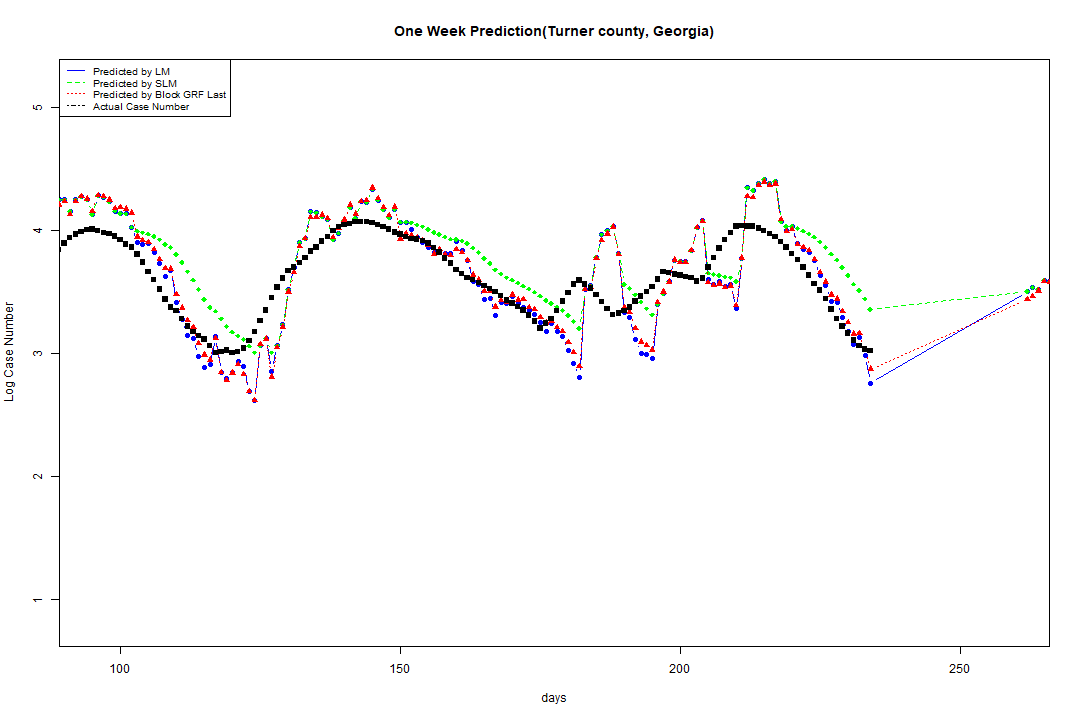 One Week Prediction(Turner county, Georgia)
Predicted by LM
Predicted by SLM
Predicted by Block GRF Last
Actual Case Number
5
4
3
2
1
Log Case Number
100
150
200
250
days